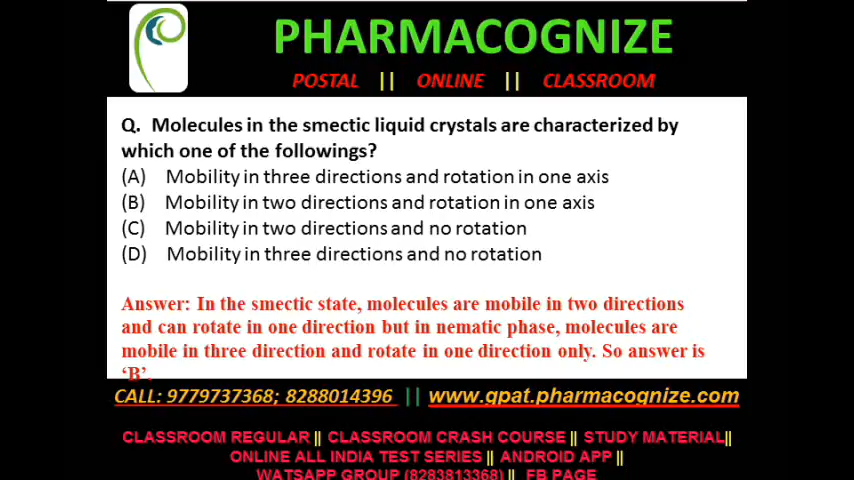 PHARMACOGNIZE
POSTAL || ONLINE || CLASSROOM
Q. Molecules in the smectic liquid crystals are characterized by
which one of the followings?
(A) Mobility in three directions and rotation in one axis
(B) Mobility in two directions and rotation in one axis
(C) Mobility in two directions and no rotation
(D) Mobility in three directions and no rotation
Answer: In the smectic state, molecules are mobile in two directions
and can rotate in one direction but in nematic phase, molecules are
mobile in three direction and rotate in one direction only. So answer is
‘B’.
CALL: 9779737368; 8288014396 || www.gpat.pharmacognize.com
CLASSROOM REGULAR || CLASSROOM CRASH COURSE || STUDY MATERIAL||
ONLINE ALL INDIA TEST SERIES || ANDROID APP ||
WATSAPP GROUP (8283813368) || FB PAGE